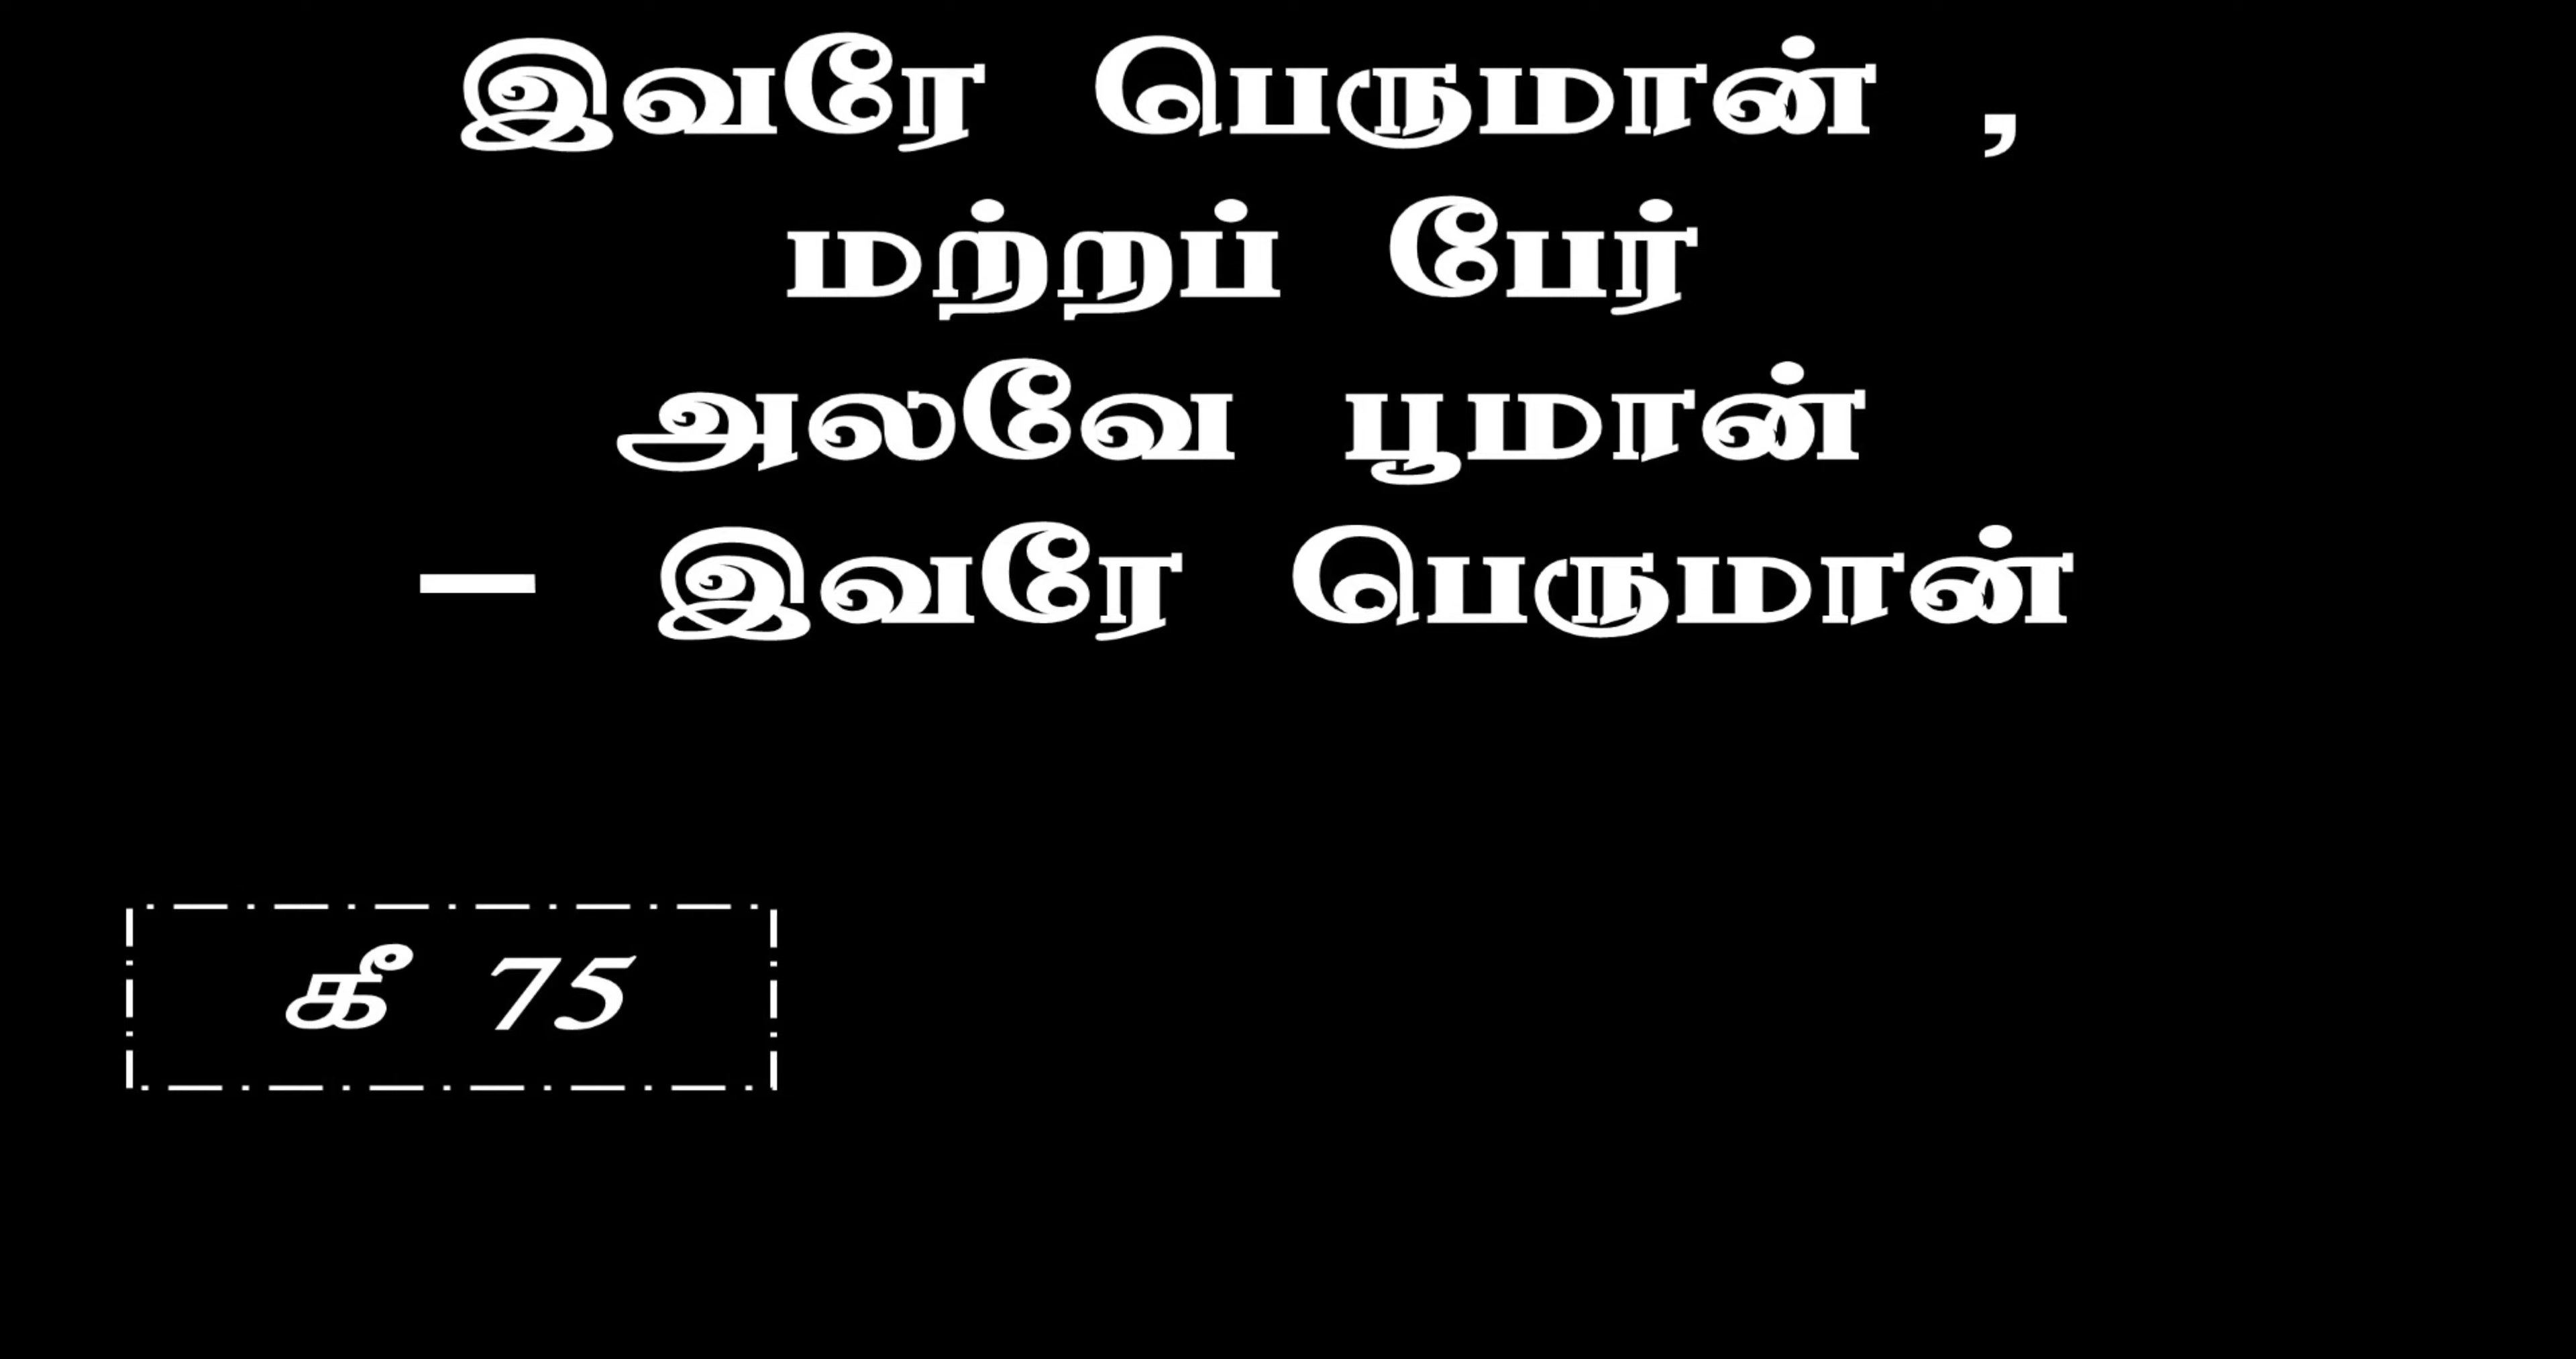 இவரே பெருமான் ,
மற்றப் பேர்
அலவே பூமான்
– இவரே பெருமான்
கீ 75